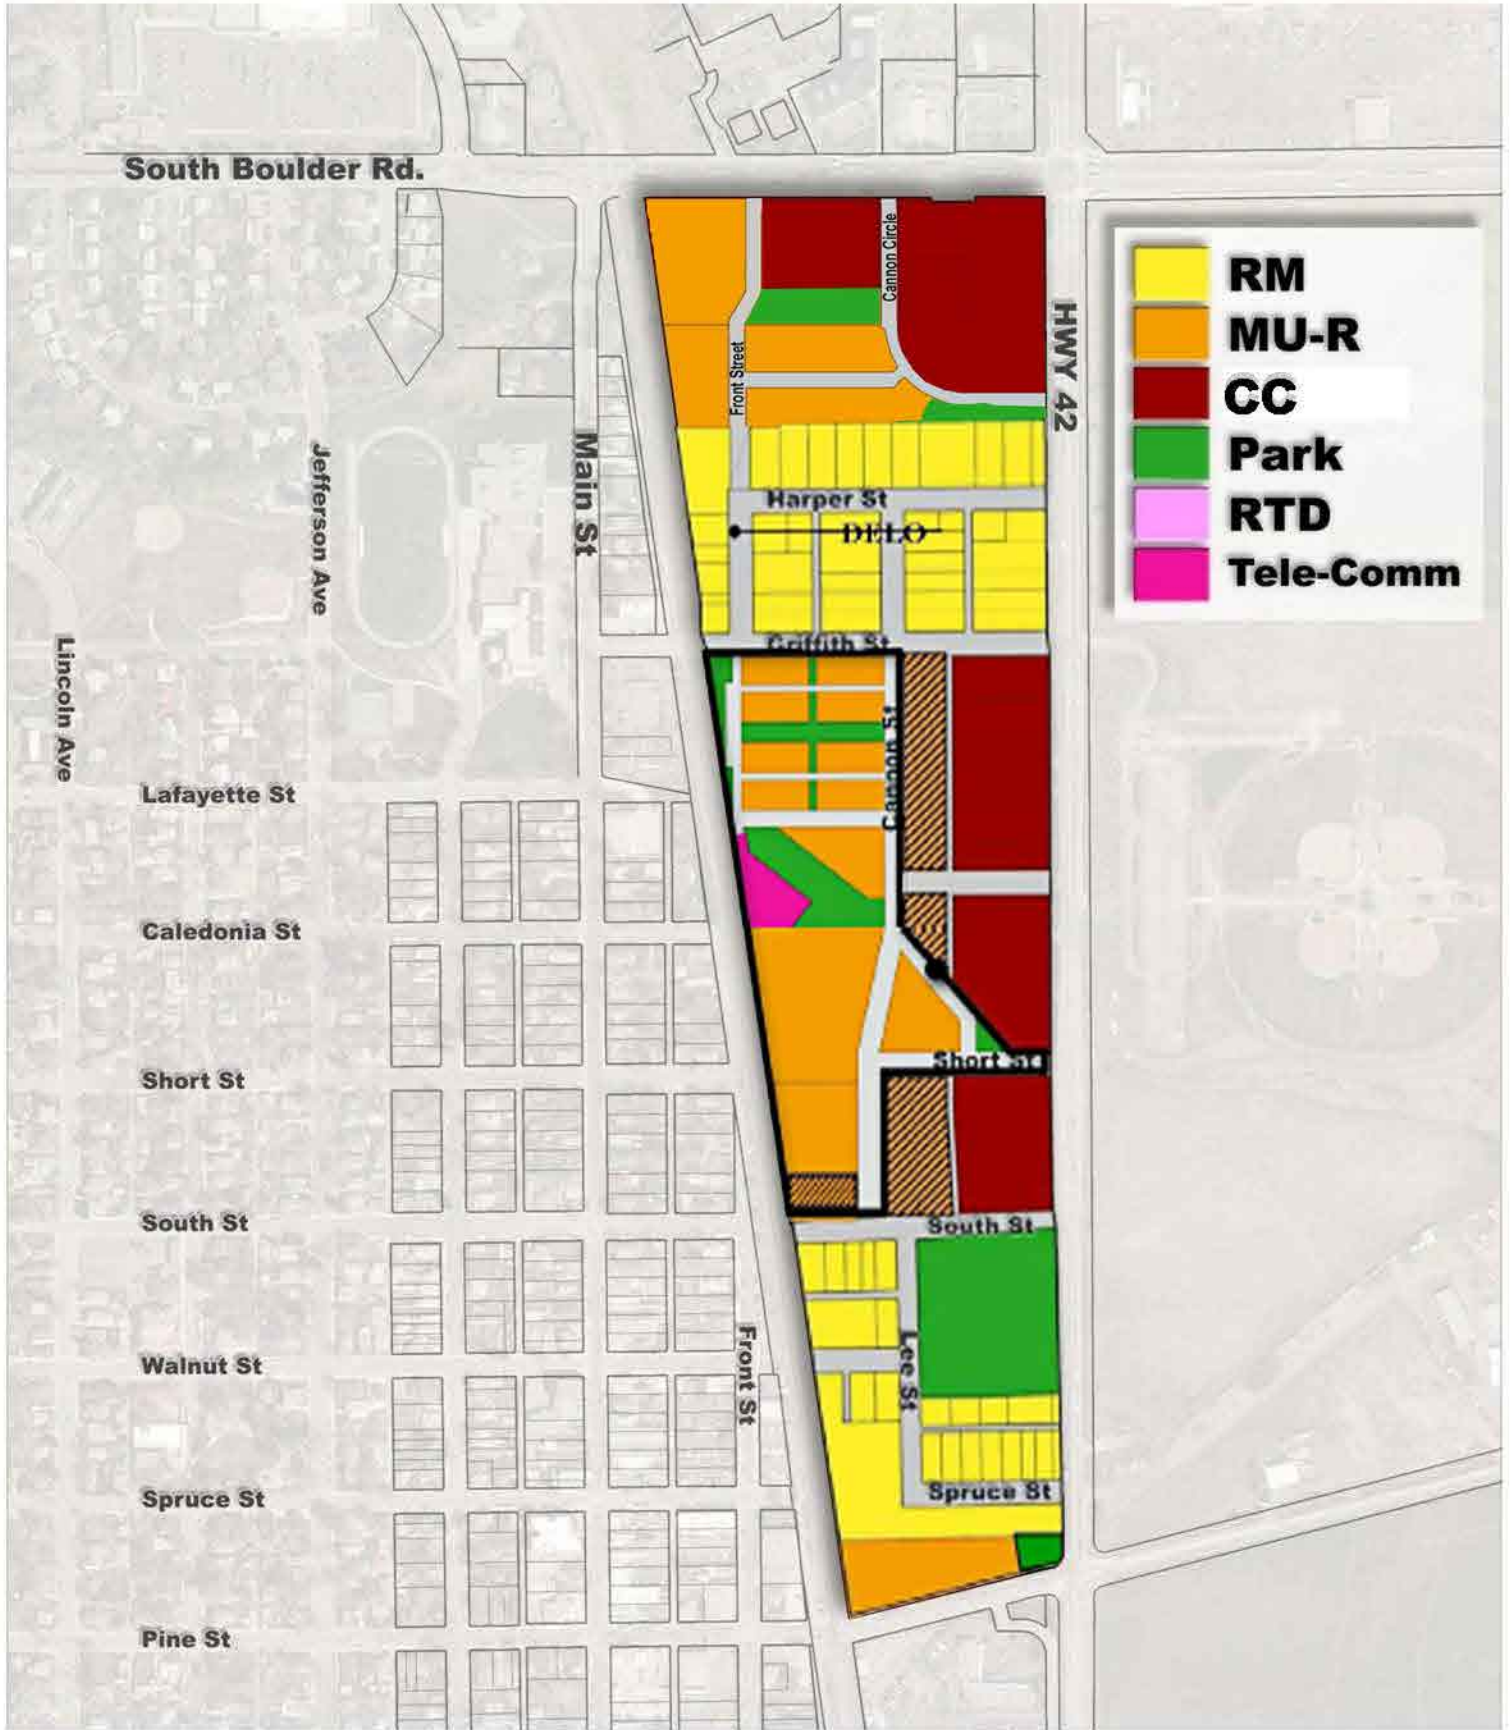 South Boulder Rd.
Cannon Circle
RM
MU-R
CC
Park
RTD
Tele-Comm
HWY 42
Front Street
Main St
Jefferson Ave
Harper St
DELO
Griffith St
Lincoln Ave
Cannon St
Lafayette St
Caledonia St
Short St
Short St
South St
South St
Front St
Lee St
Walnut St
Spruce St
Spruce St
Pine St